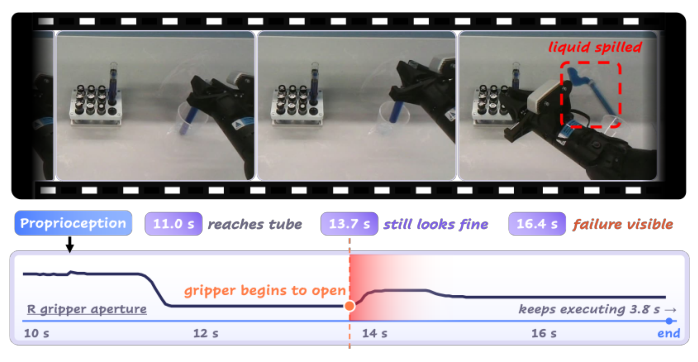 liquid spilled
Proprioception
11.0 s reaches tube
13.7 s still looks fine
16.4 s failure visible
gripper begins to open
R gripper aperture
keeps executing 3.8 s →
10 s 12 s 14 s 16 s end